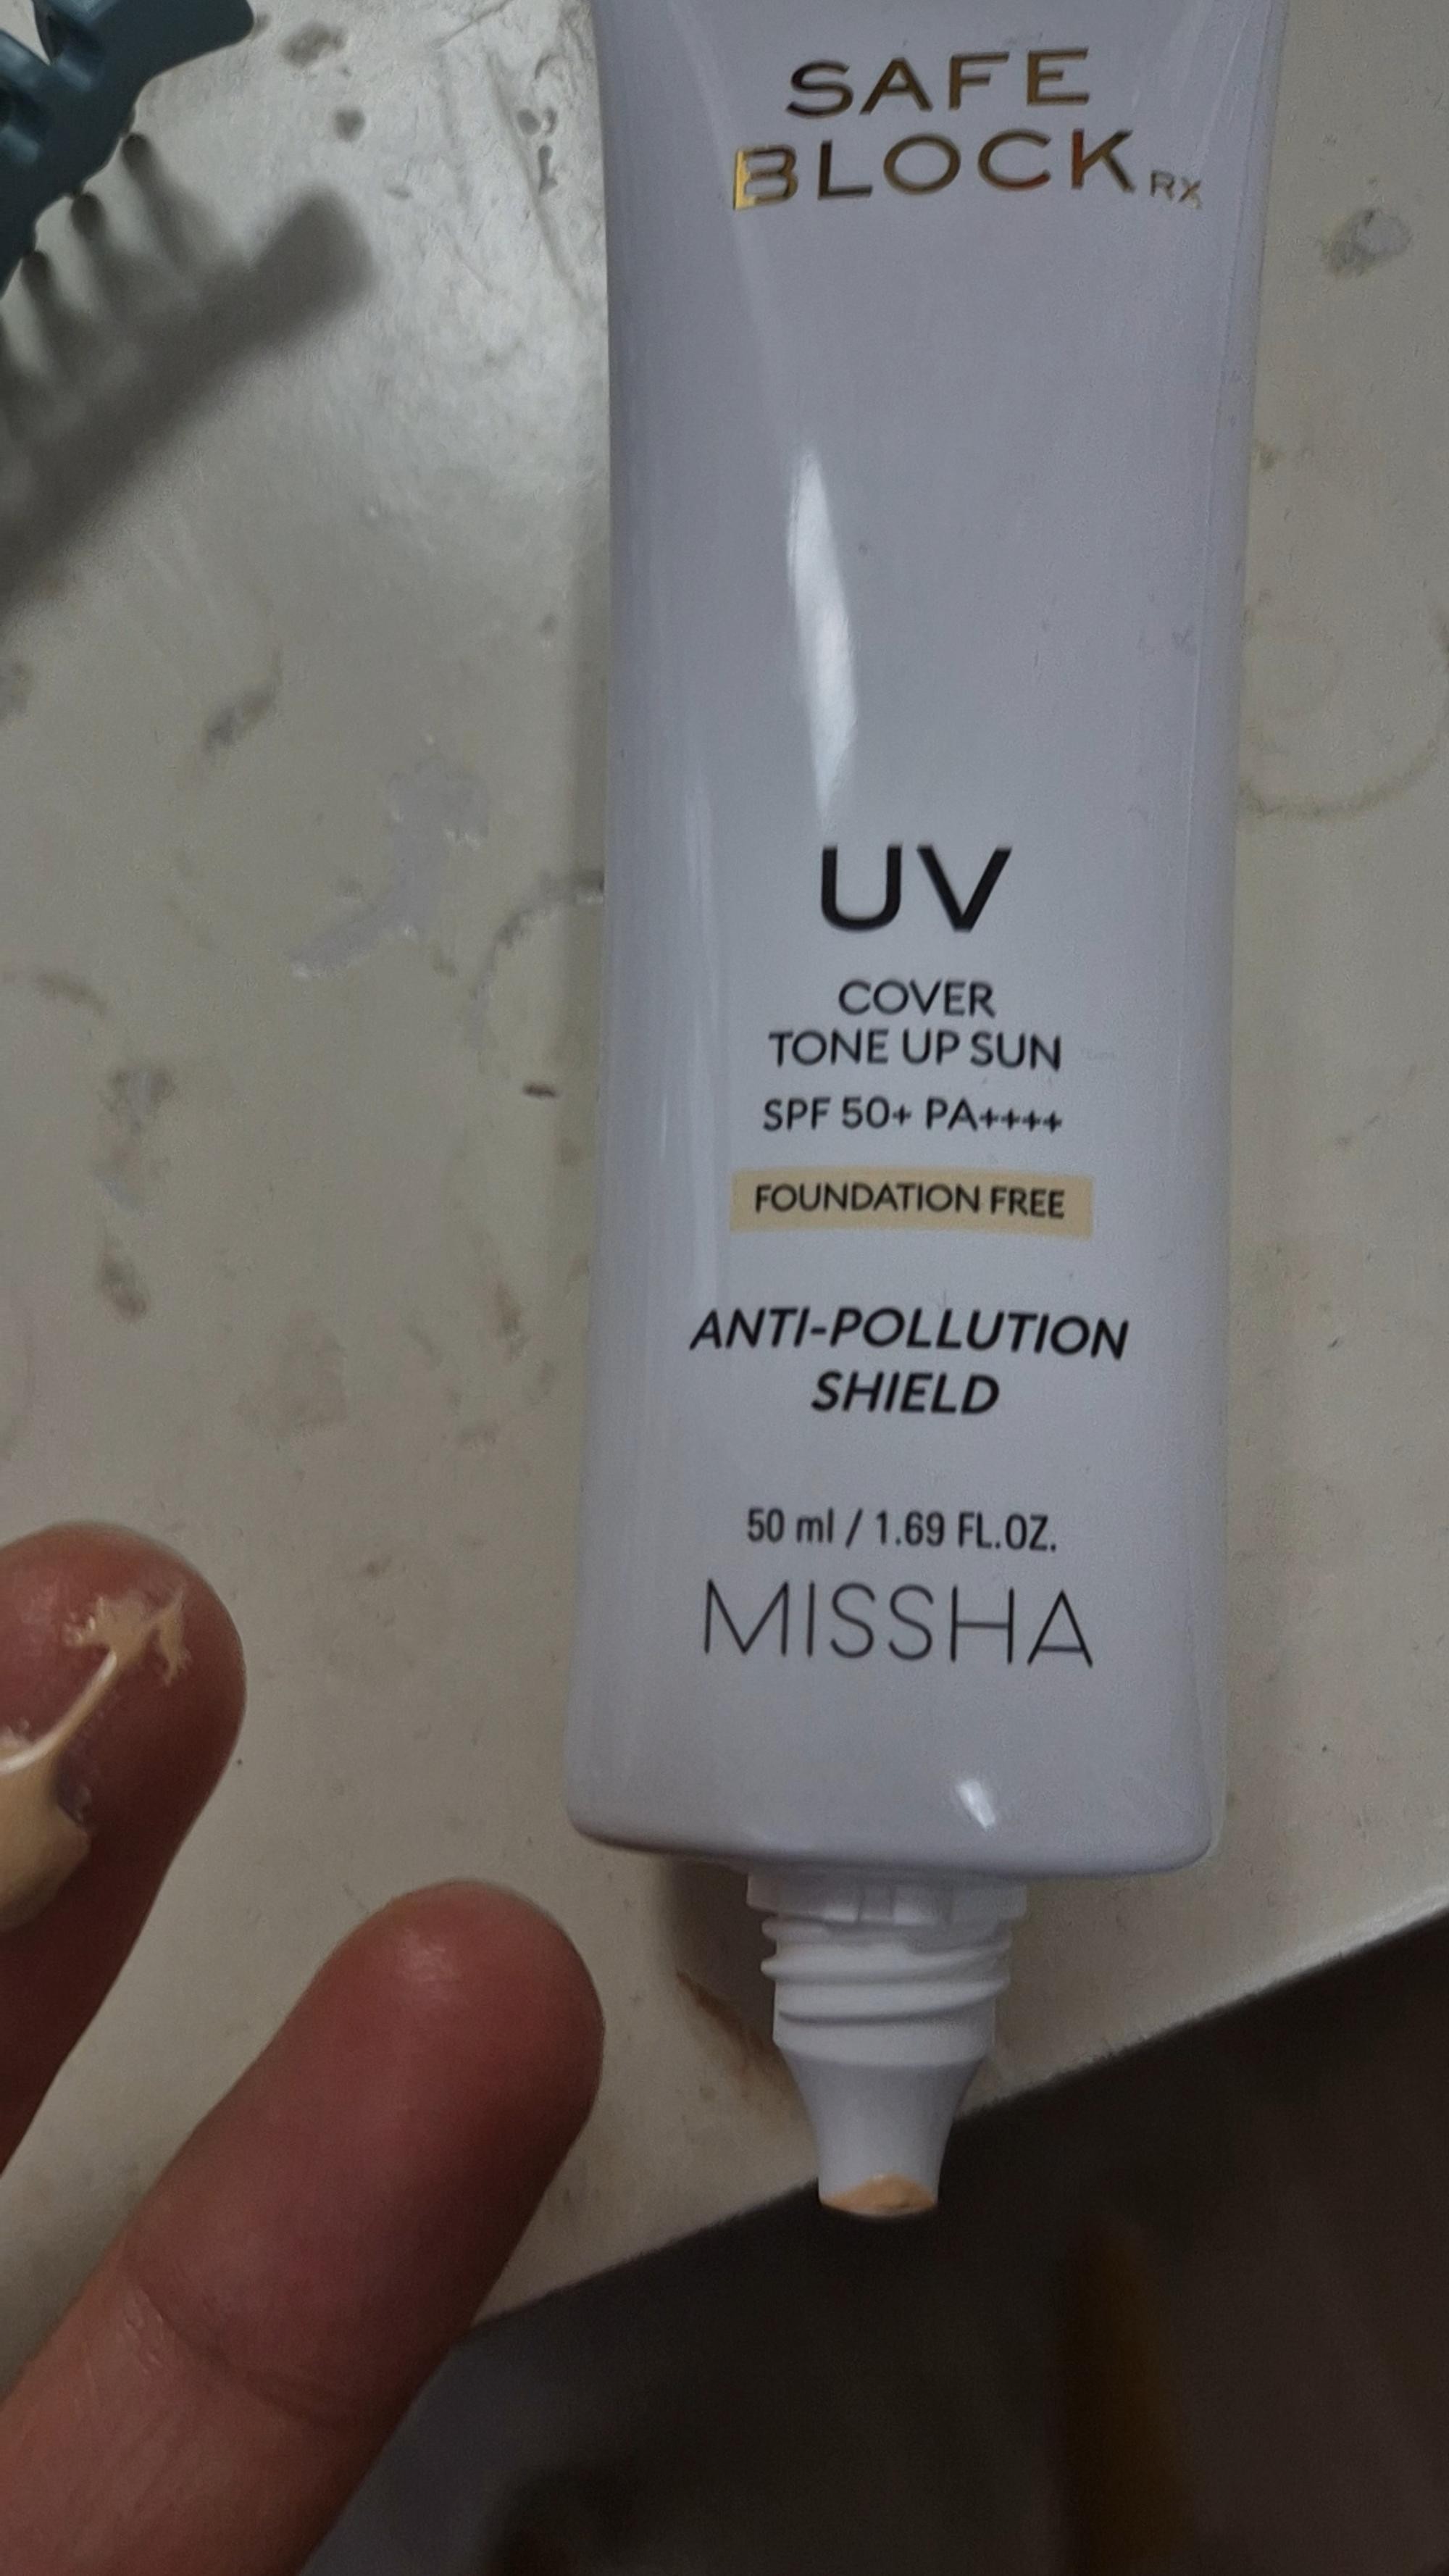 SAFE
BLOCK RX
UV
COVER
TONE UP SUN
SPF 50+ PA++++
FOUNDATION FREE
ANTI-POLLUTION
SHIELD
50 ml / 1.69 FL.OZ.
MISSHA